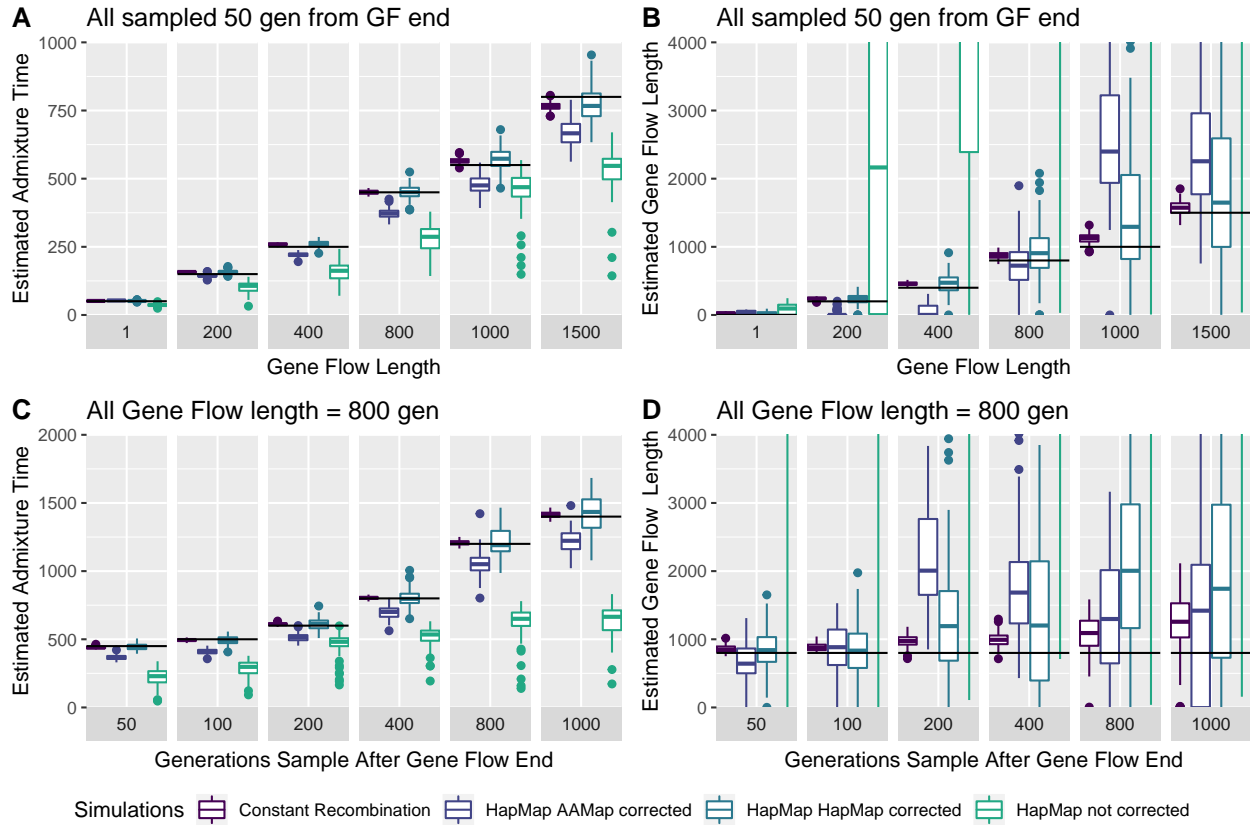 A All sampled 50 gen from GF end
Estimated Admixture Time
1000
750
500
250
0
1 200 400 800 1000 1500
Gene Flow Length
B All sampled 50 gen from GF end
Estimated Gene Flow Length
4000
3000
2000
1000
0
1 200 400 800 1000 1500
Gene Flow Length
C All Gene Flow length = 800 gen
Estimated Admixture Time
2000
1500
1000
500
0
50 100 200 400 800 1000
Generations Sample After Gene Flow End
D All Gene Flow length = 800 gen
Estimated Gene Flow Length
4000
3000
2000
1000
0
50 100 200 400 800 1000
Generations Sample After Gene Flow End
Simulations Constant Recombination HapMap AAMap corrected HapMap HapMap corrected HapMap not corrected